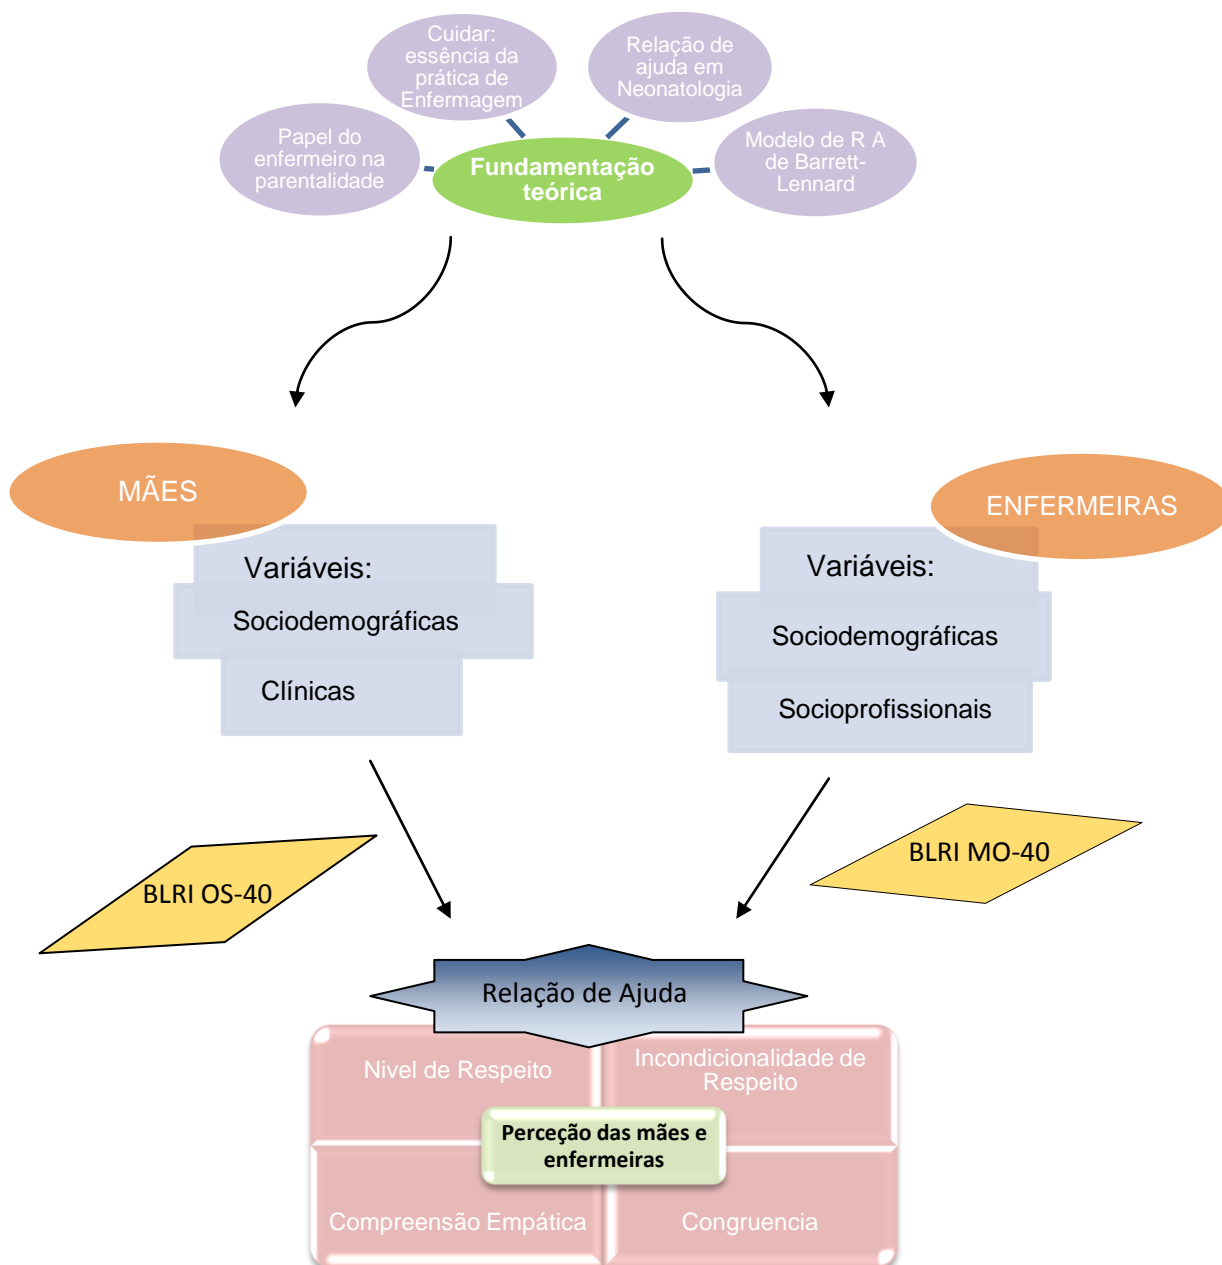 Cuidar:
essência da
prática de
Enfermagem
Relação de
ajuda em
Neonatologia
Papel do
enfermeiro na
parentalidade
Modelo de R A
de Barrett-
Lennard
Fundamentação
teórica
MÃES
ENFERMEIRAS
Variáveis:
Sociodemográficas
Clínicas
Variáveis:
Sociodemográficas
Socioprofissionais
BLRI OS-40
BLRI MO-40
Relação de Ajuda
Nivel de Respeito
Incondicionalidade de
Respeito
Perceção das mães e
enfermeiras
Compreensão Empática
Congruencia